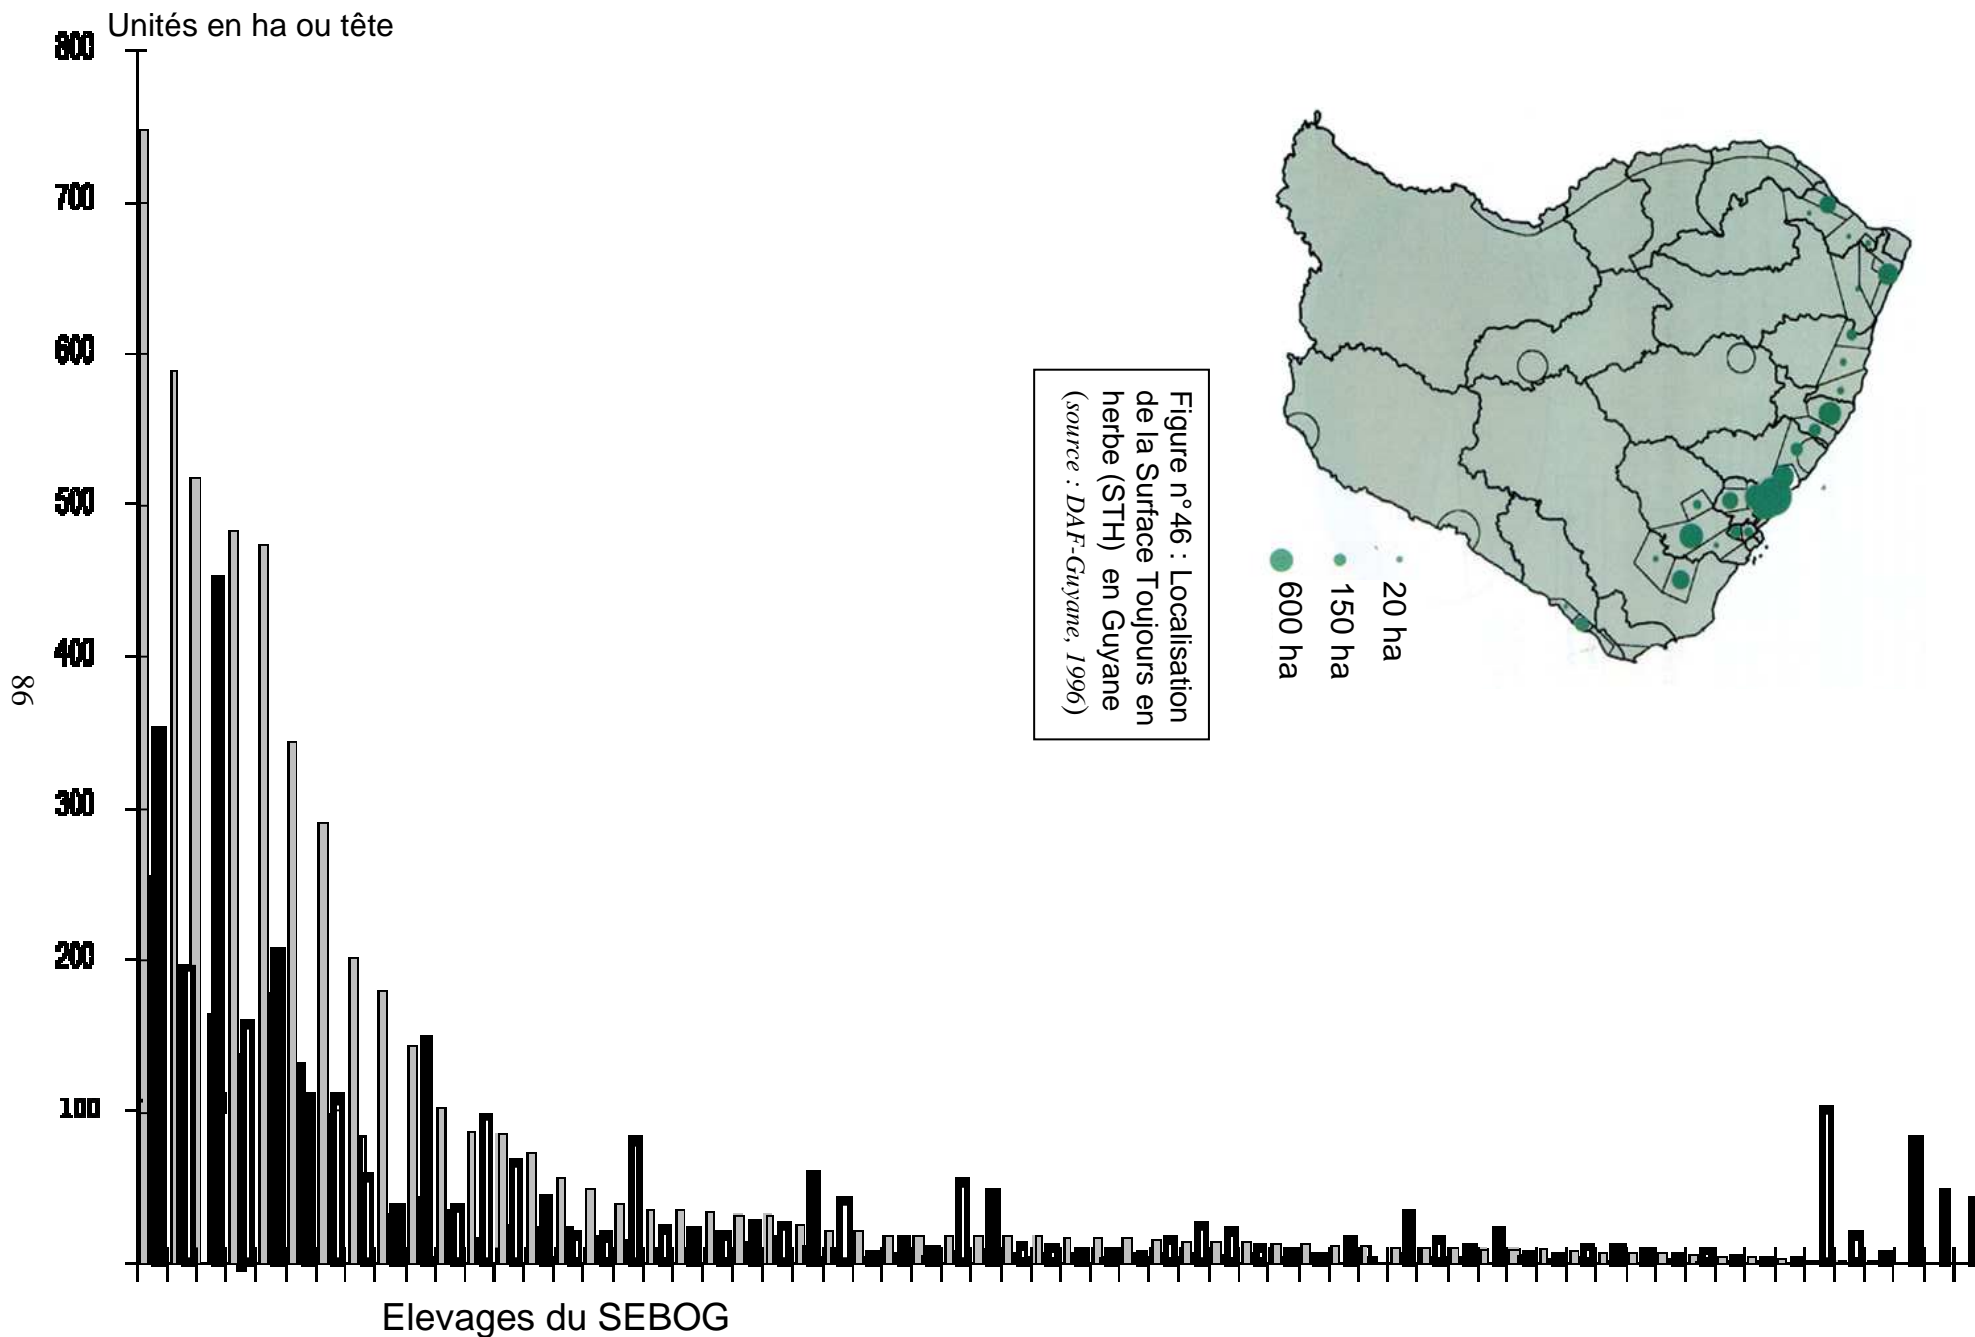 Unités en ha ou tête
800
700
600
500
400
300
200
100
Elevages du SEBOG
20 ha
150 ha
600 ha
Figure n°46 : Localisation
de la Surface Toujours en
herbe (STH) en Guyane
(source : DAF-Guyane, 1996)
86